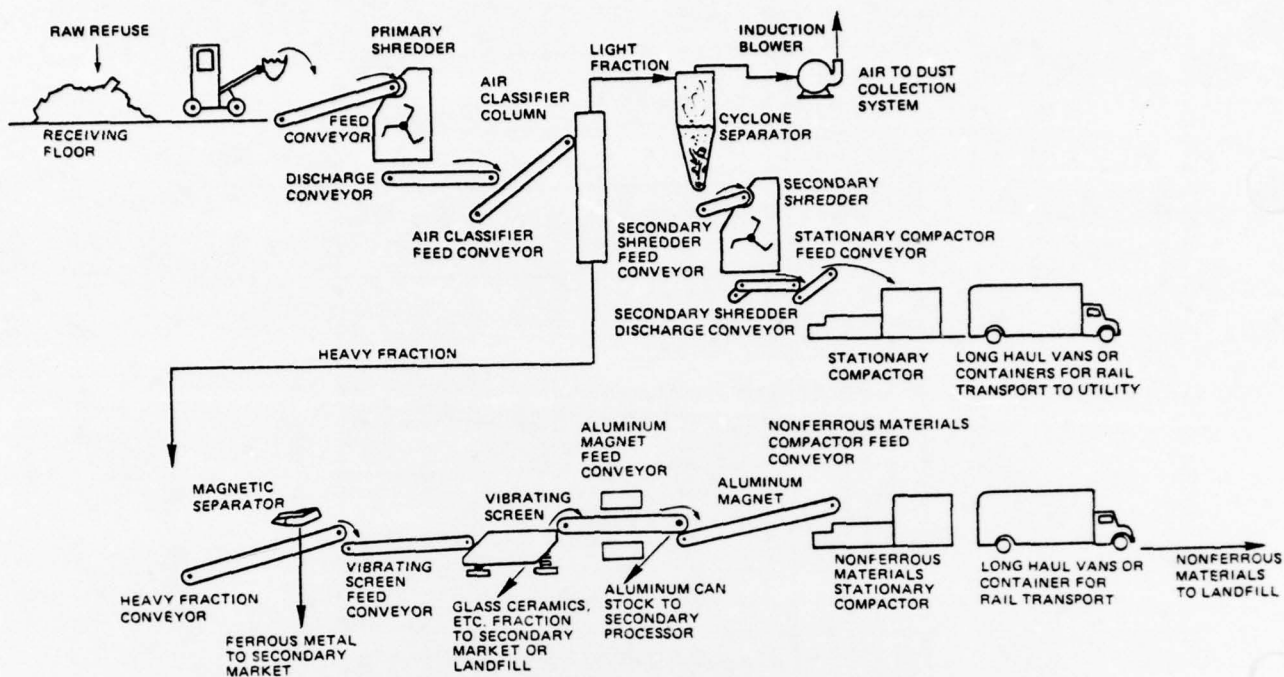 RAW REFUSE
RECEIVING
FLOOR
PRIMARY
SHREDDER
FEED
CONVEYOR
DISCHARGE
CONVEYOR
AIR
CLASSIFIER
COLUMN
AIR CLASSIFIER
FEED CONVEYOR
LIGHT
FRACTION
INDUCTION
BLOWER
AIR TO DUST
COLLECTION
SYSTEM
CYCLONE
SEPARATOR
SECONDARY
SHREDDER
SECONDARY
SHREDDER
FEED
CONVEYOR
STATIONARY COMPACTOR
FEED CONVEYOR
SECONDARY SHREDDER
DISCHARGE CONVEYOR
STATIONARY
COMPACTOR
LONG HAUL VANS OR
CONTAINERS FOR RAIL
TRANSPORT TO UTILITY
HEAVY FRACTION
MAGNETIC
SEPARATOR
HEAVY FRACTION
CONVEYOR
FERROUS METAL
TO SECONDARY
MARKET
VIBRATING
SCREEN
FEED
CONVEYOR
VIBRATING
SCREEN
GLASS CERAMICS,
ETC. FRACTION
TO SECONDARY
MARKET OR
LANDFILL
ALUMINUM
MAGNET
FEED
CONVEYOR
ALUMINUM CAN
STOCK TO
SECONDARY
PROCESSOR
ALUMINUM
MAGNET
NONFERROUS MATERIALS
COMPACTOR FEED
CONVEYOR
NONFERROUS
MATERIALS
STATIONARY
COMPACTOR
LONG HAUL VANS OR
CONTAINER FOR
RAIL TRANSPORT
NONFERROUS
MATERIALS
TO LANDFILL